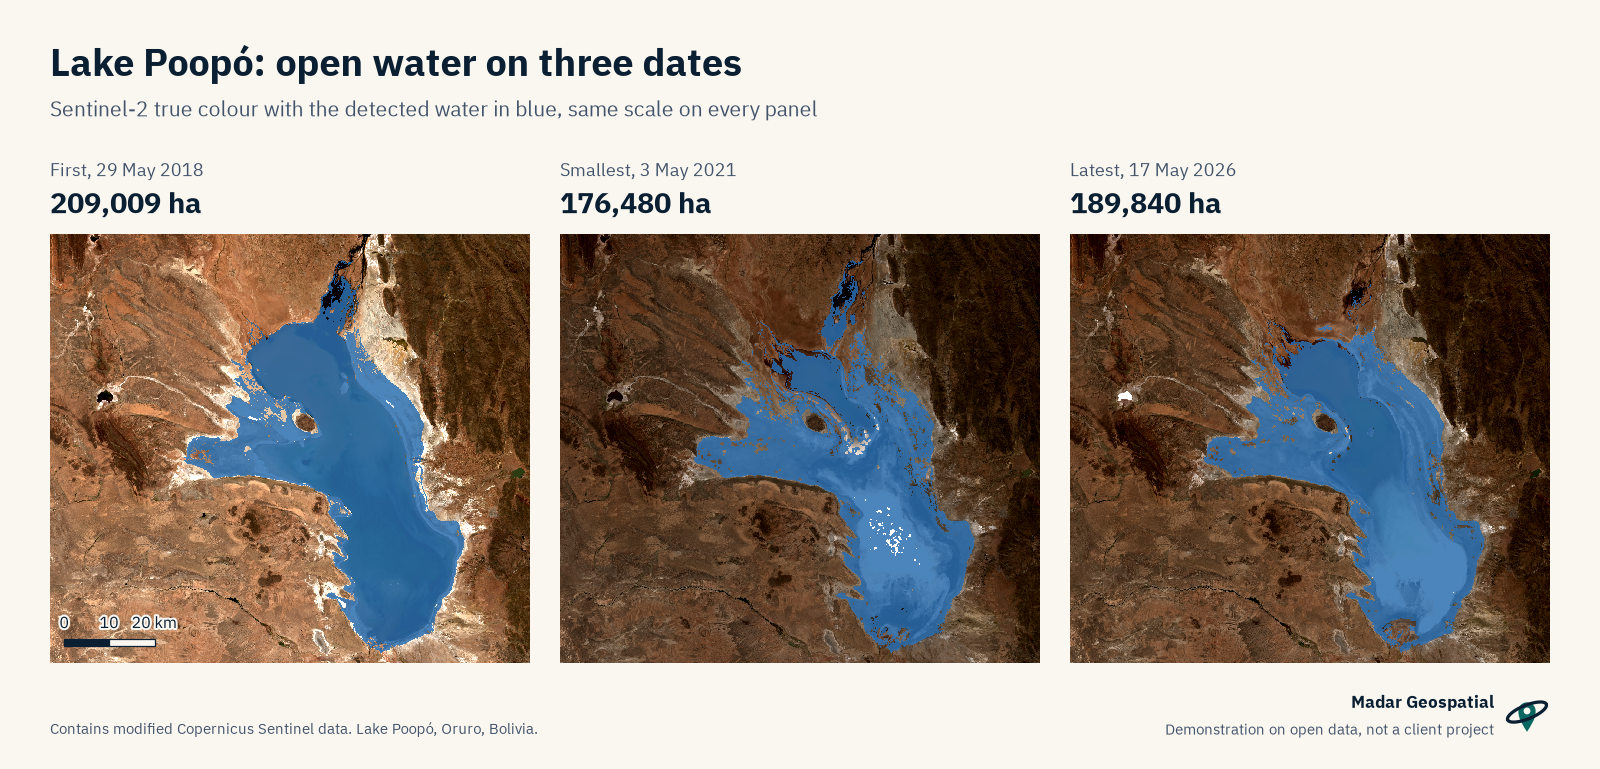 Lake Poopó: open water on three dates
Sentinel-2 true colour with the detected water in blue, same scale on every panel
First, 29 May 2018
209,009 ha
Smallest, 3 May 2021
176,480 ha
Latest, 17 May 2026
189,840 ha
0 10 20 km
Madar Geospatial
Contains modified Copernicus Sentinel data. Lake Poopó, Oruro, Bolivia.
Demonstration on open data, not a client project